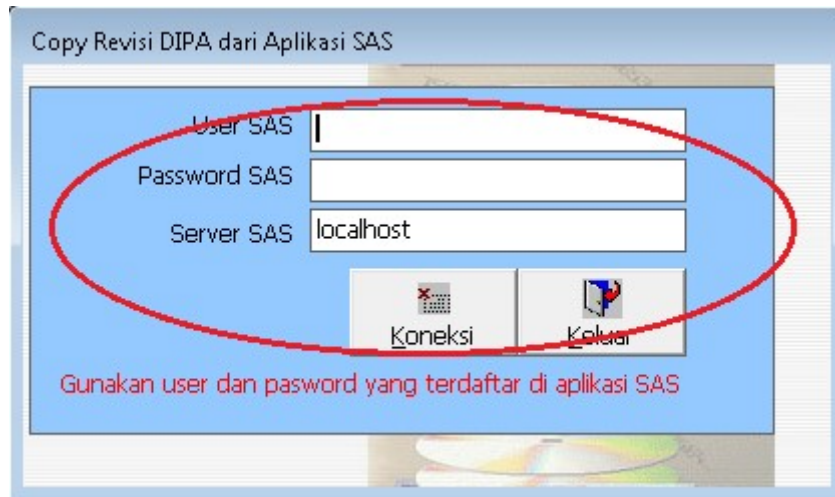 Copy Revisi DIPA dari Aplikasi SAS
User SAS
Password SAS
Server SAS localhost
Koneksi Keluar
Gunakan user dan pasword yang terdaftar di aplikasi SAS